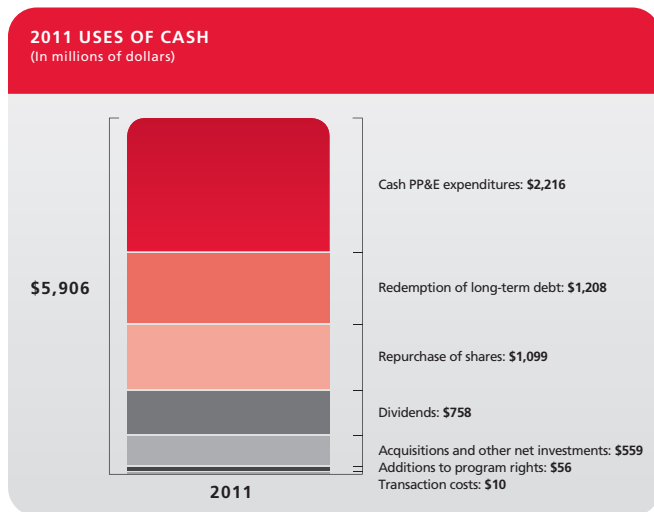 2011 USES OF CASH
(In millions of dollars)
Cash PP&E expenditures: $2,216
$5,906
Redemption of long-term debt: $1,208
Repurchase of shares: $1,099
Dividends: $758
Acquisitions and other net investments: $559
Additions to program rights: $56
Transaction costs: $10
2011